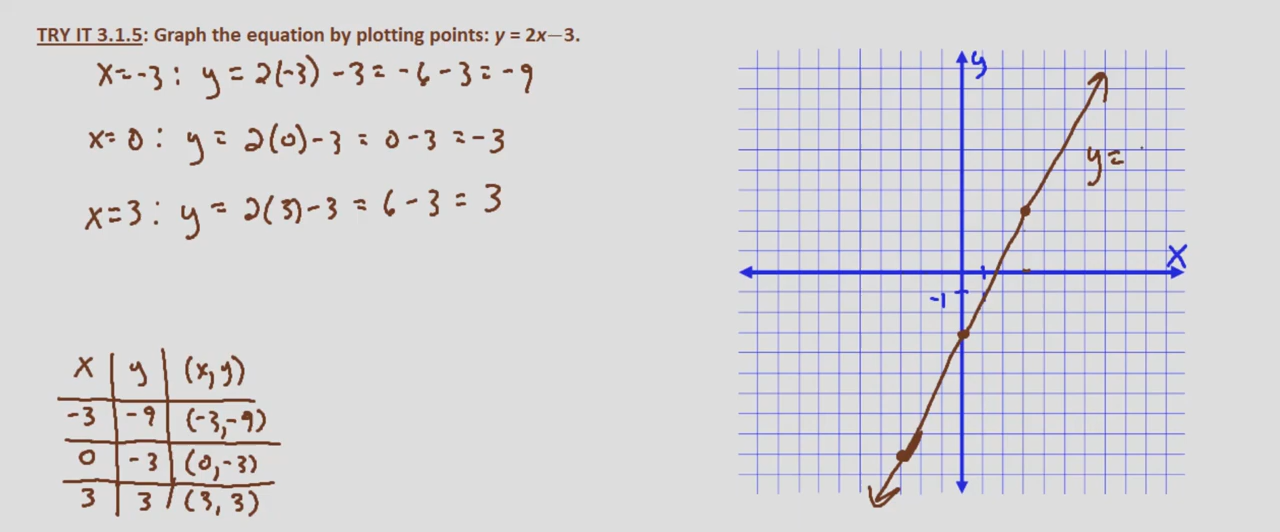 TRY IT 3.1.5: Graph the equation by plotting points: y = 2x−3.
x=-3: y = 2(-3) -3 = -6 -3 = -9
x=0: y = 2(0)-3 = 0-3 = -3
x=3: y = 2(3)-3 = 6-3 = 3
y
y=
X
1
-1
X y (x,y)
-3 -9 (-3,-9)
0 -3 (0,-3)
3 3 (3,3)